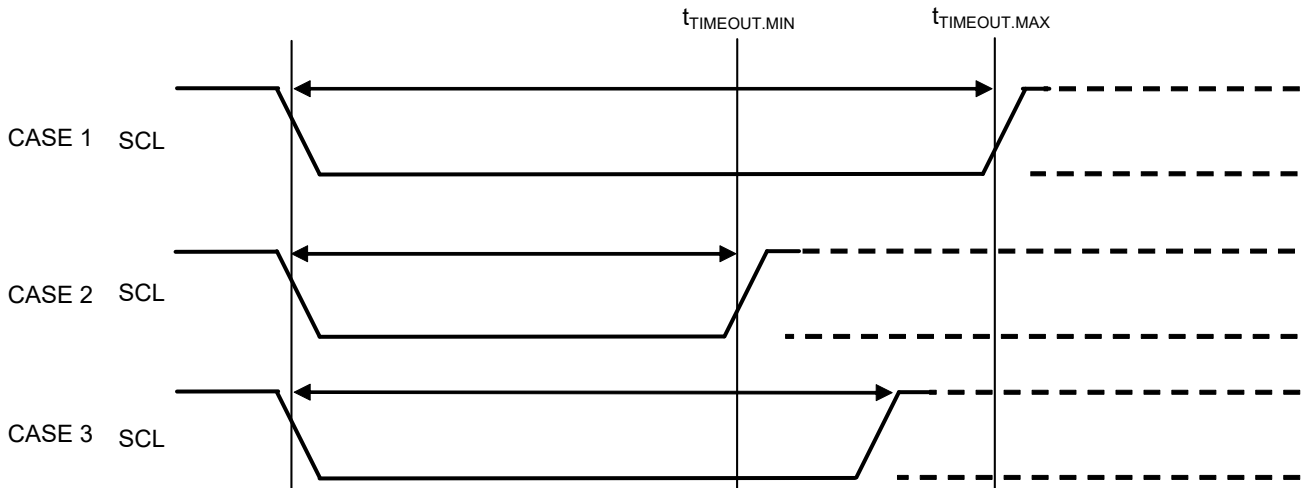 tTIMEOUT.MIN
tTIMEOUT.MAX
CASE 1 SCL
CASE 2 SCL
CASE 3 SCL